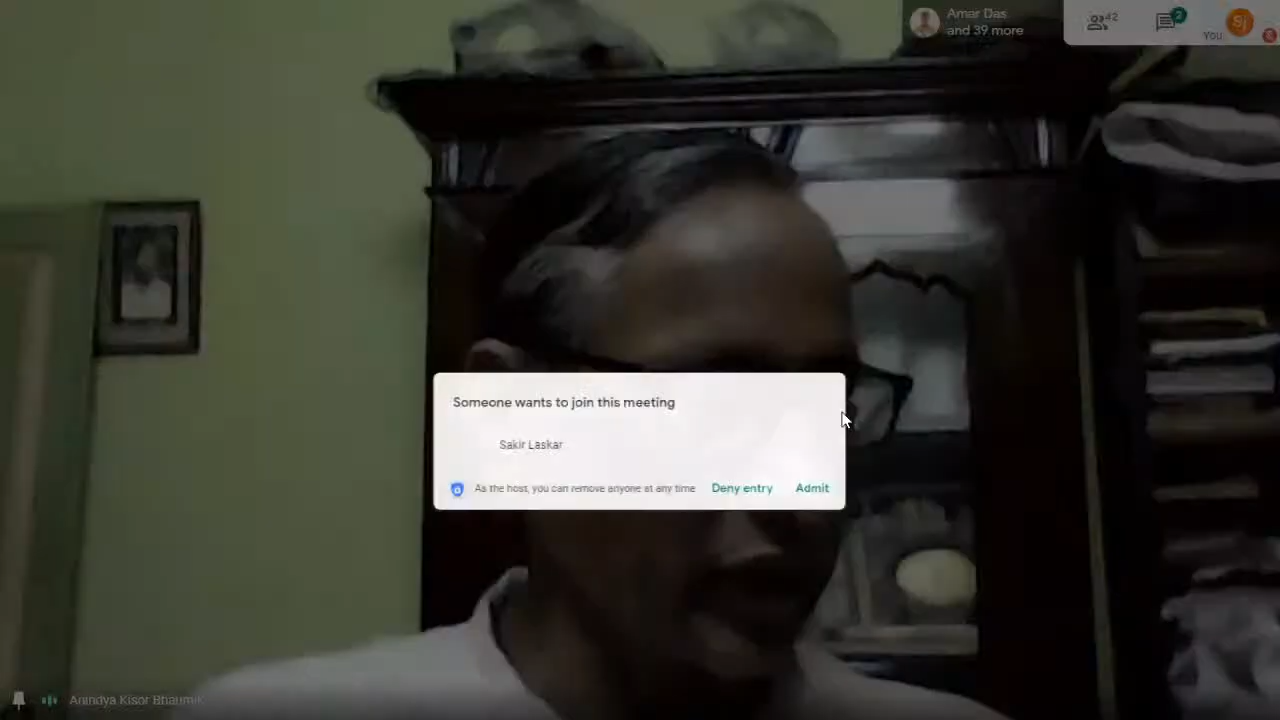 Amar Das
and 39 more
42
2
You
Sj
Someone wants to join this meeting
Sakir Laskar
As the host, you can remove anyone at any time
Deny entry
Admit
Anindya Kisor Bhaumik